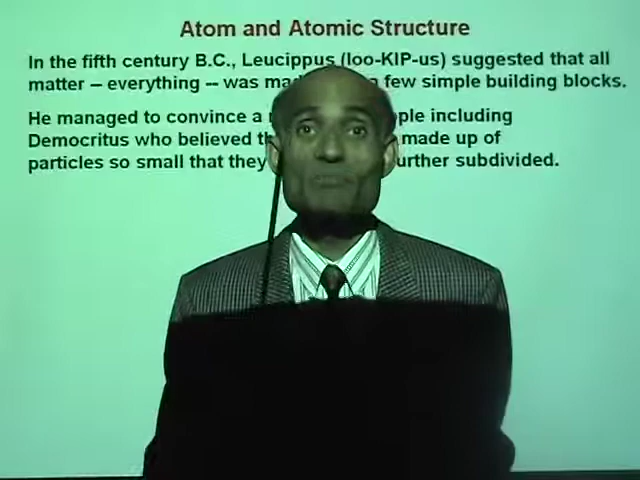 Atom and Atomic Structure
In the fifth century B.C., Leucippus (loo-KIP-us) suggested that all
matter – everything – was few simple building blocks.
He managed to convince a including
Democritus who believed made up of
particles so small that they further subdivided.